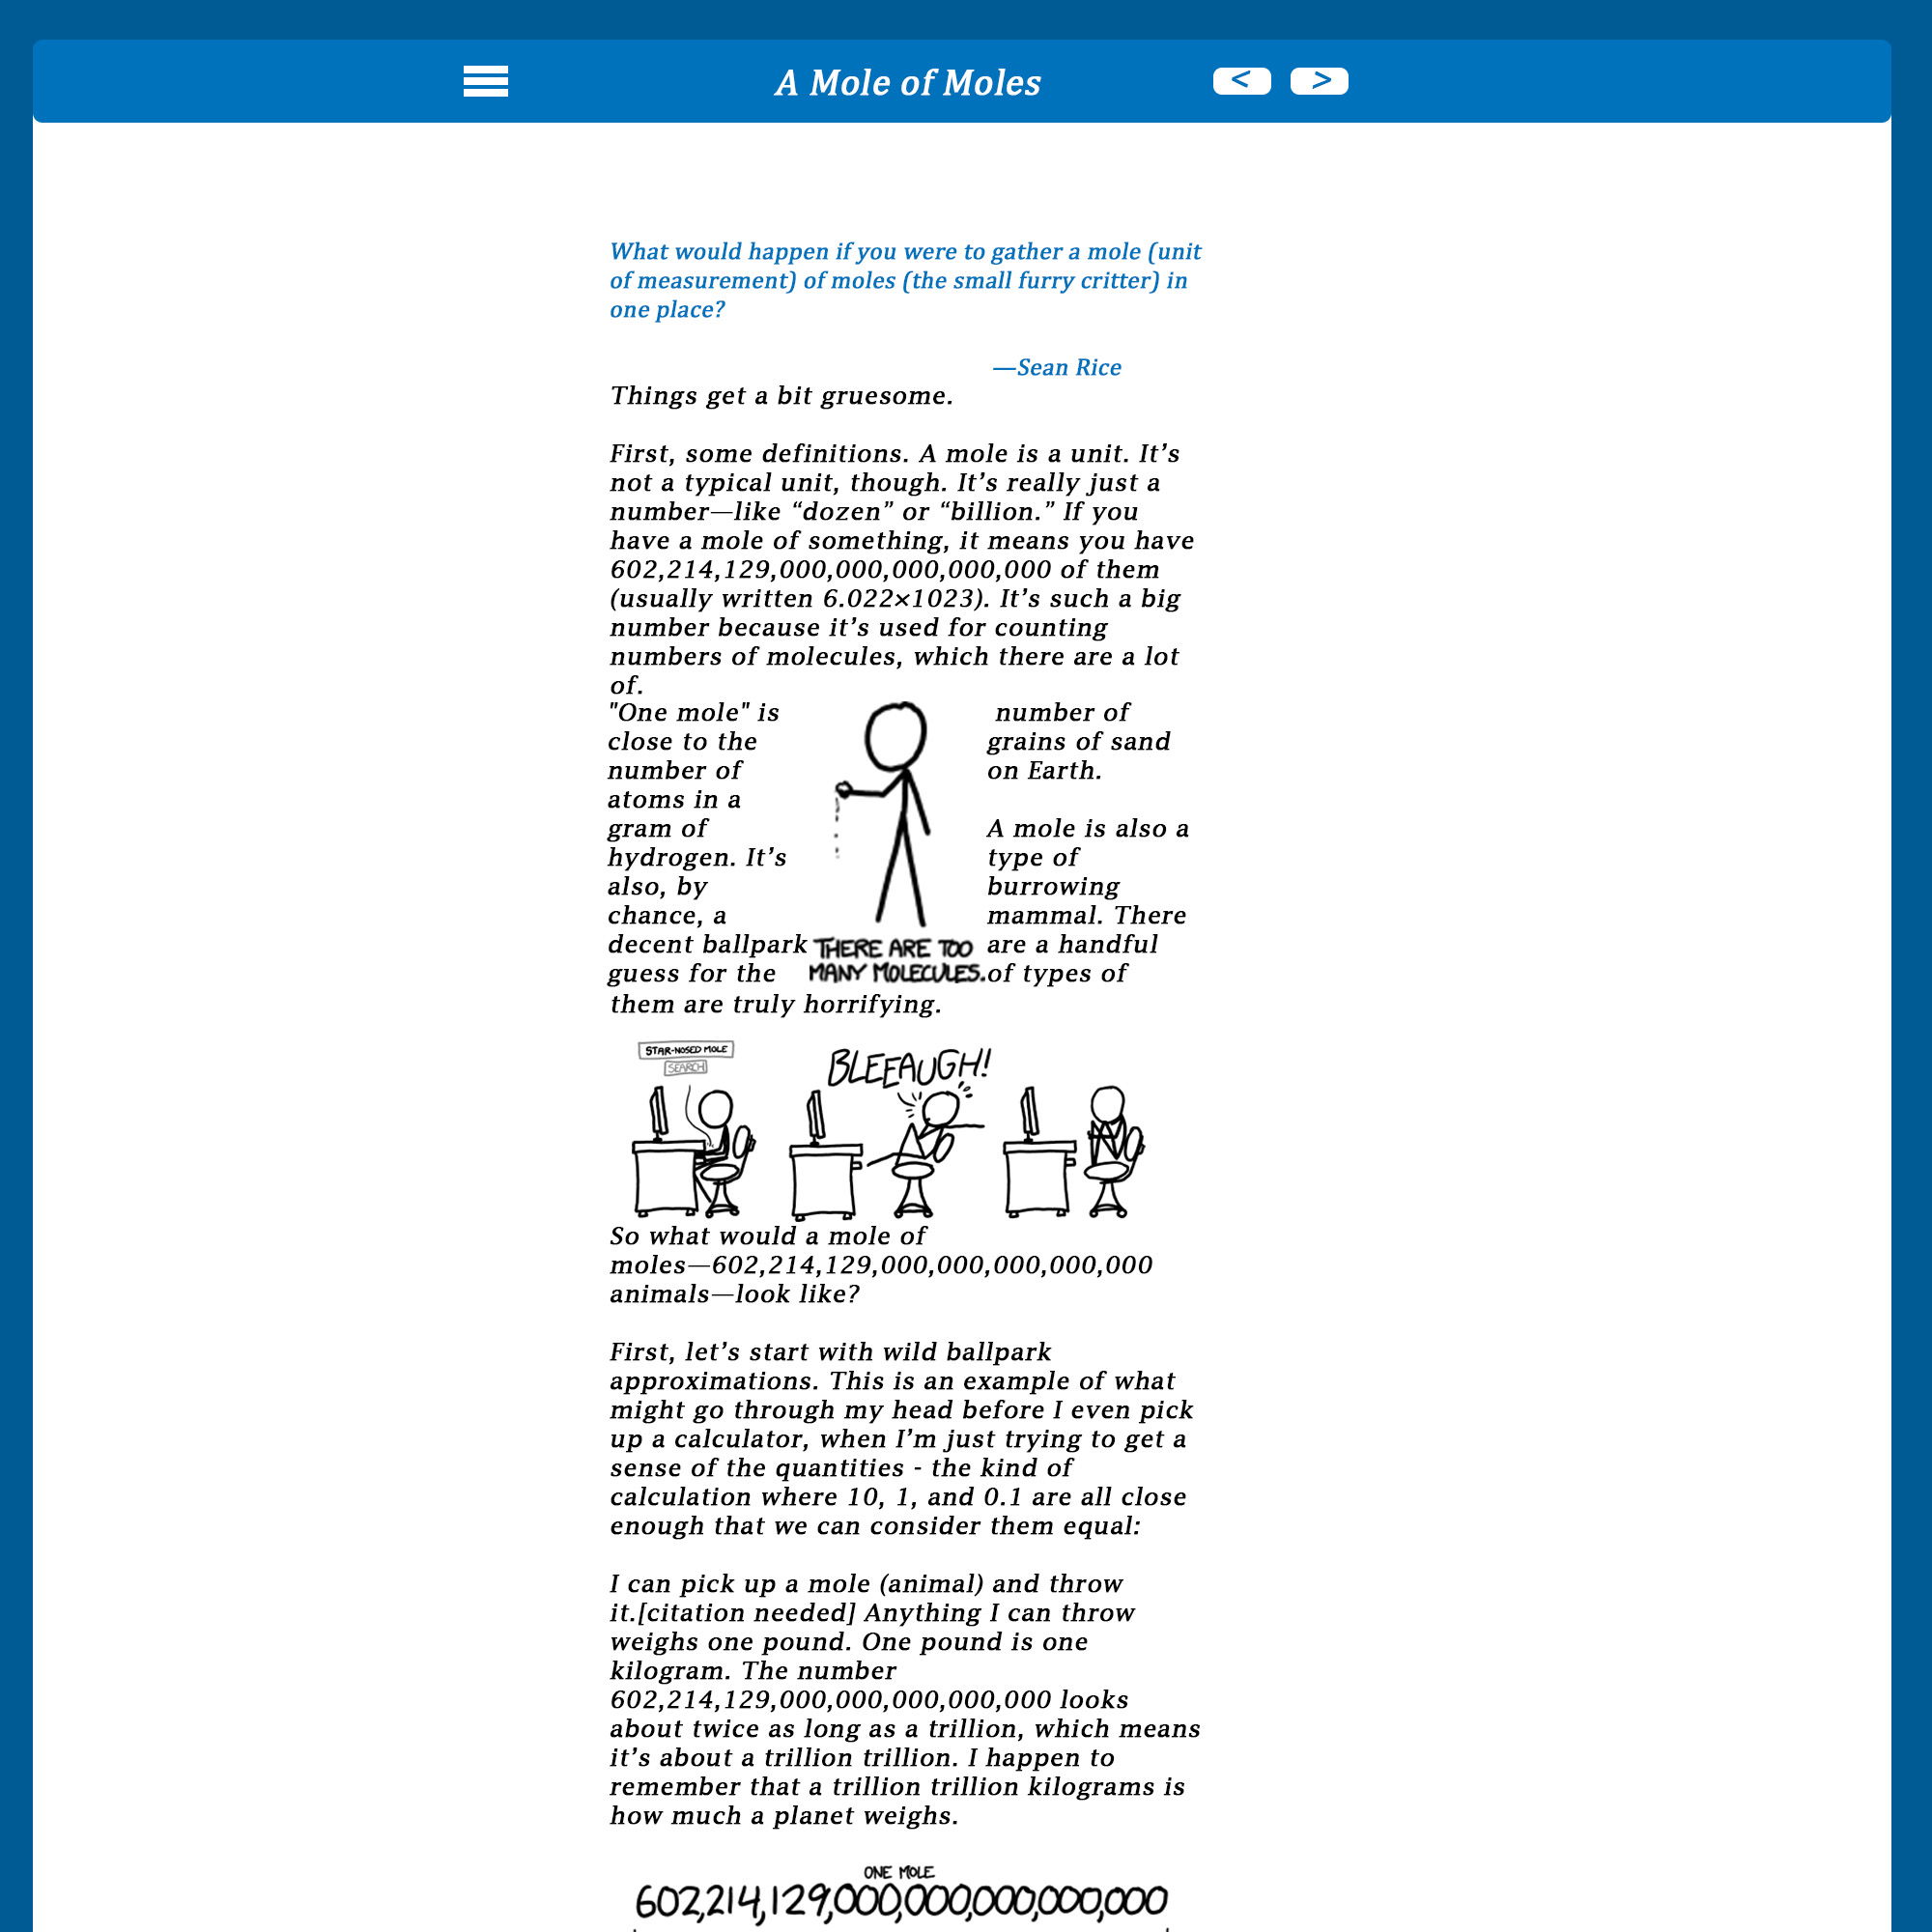 A Mole of Moles
< >
What would happen if you were to gather a mole (unit
of measurement) of moles (the small furry critter) in
one place?
—Sean Rice
Things get a bit gruesome.
First, some definitions. A mole is a unit. It’s
not a typical unit, though. It’s really just a
number—like “dozen” or “billion.” If you
have a mole of something, it means you have
602,214,129,000,000,000,000,000 of them
(usually written 6.022×1023). It’s such a big
number because it’s used for counting
numbers of molecules, which there are a lot
of.
"One mole" is
close to the
number of
atoms in a
gram of
hydrogen. It’s
also, by
chance, a
decent ballpark
guess for the
THERE ARE TOO
MANY MOLECULES.
number of
grains of sand
on Earth.
A mole is also a
type of
burrowing
mammal. There
are a handful
of types of
them are truly horrifying.
STAR-NOSED MOLE
SEARCH
BLEEAUGH!!
So what would a mole of
moles—602,214,129,000,000,000,000,000
animals—look like?
First, let’s start with wild ballpark
approximations. This is an example of what
might go through my head before I even pick
up a calculator, when I’m just trying to get a
sense of the quantities - the kind of
calculation where 10, 1, and 0.1 are all close
enough that we can consider them equal:
I can pick up a mole (animal) and throw
it.[citation needed] Anything I can throw
weighs one pound. One pound is one
kilogram. The number
602,214,129,000,000,000,000,000 looks
about twice as long as a trillion, which means
it’s about a trillion trillion. I happen to
remember that a trillion trillion kilograms is
how much a planet weighs.
ONE MOLE
602,214,129,000,000,000,000,000